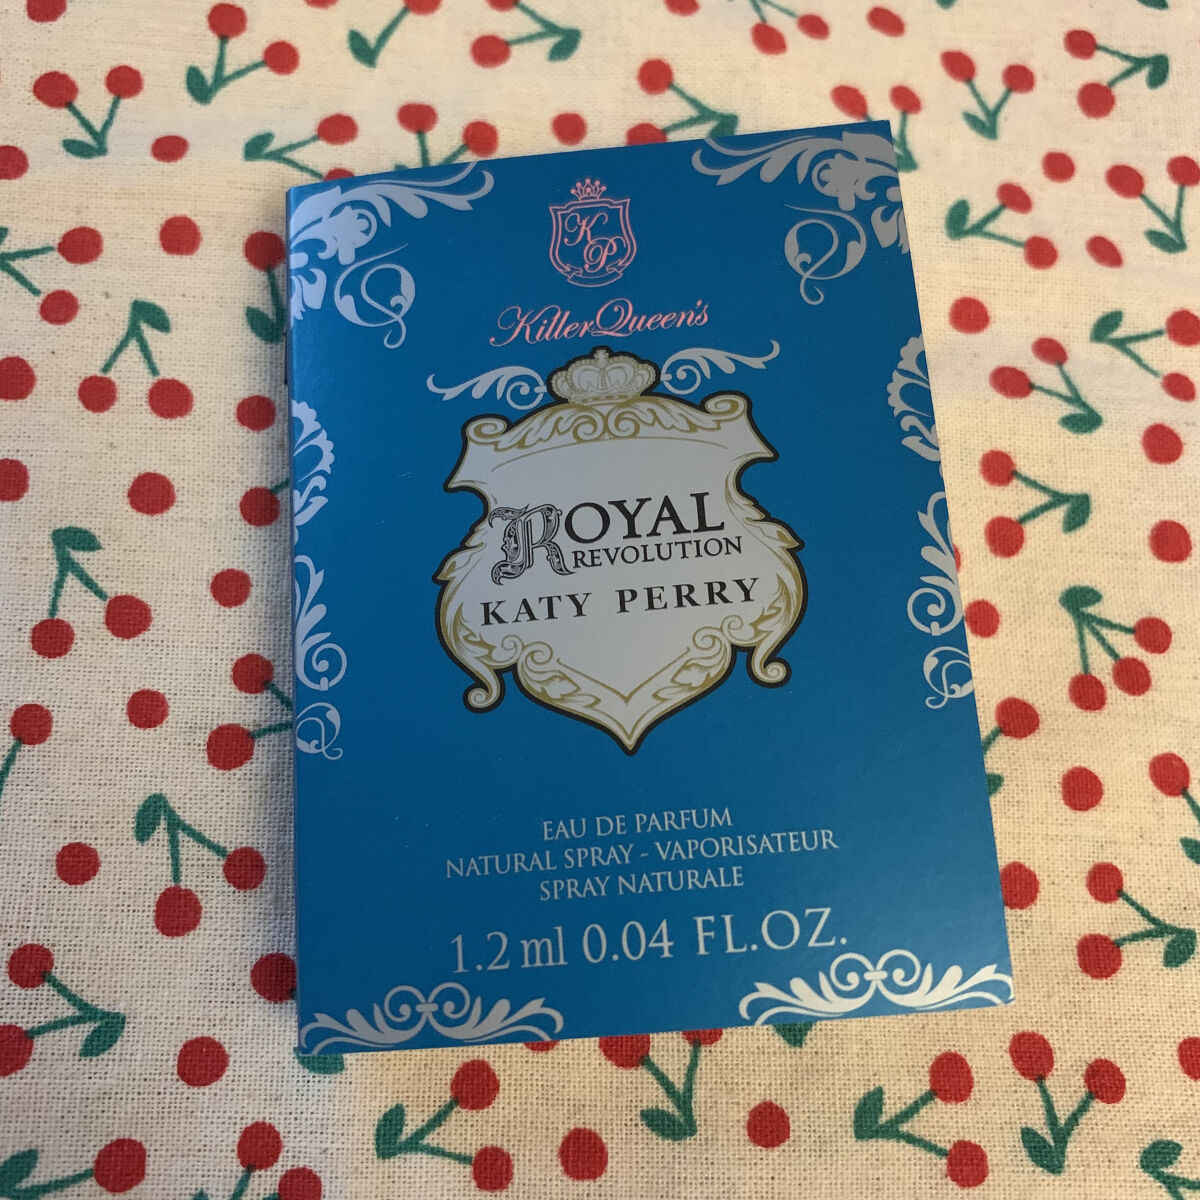 K
P
Killer Queen's
ROYAL
REVOLUTION
KATY PERRY
EAU DE PARFUM
NATURAL SPRAY - VAPORISATEUR
SPRAY NATURALE
1.2 ml 0.04 FL.OZ.